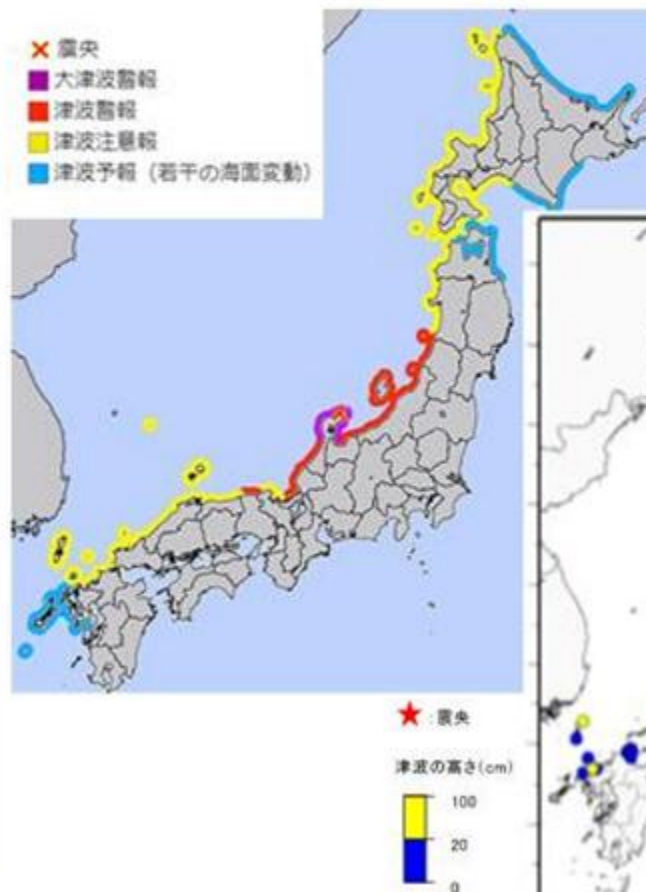 震央
大津波警報
津波警報
津波注意報
津波予報（若干の海面変動）
:震央
津波の高さ(cm)
100
20
0